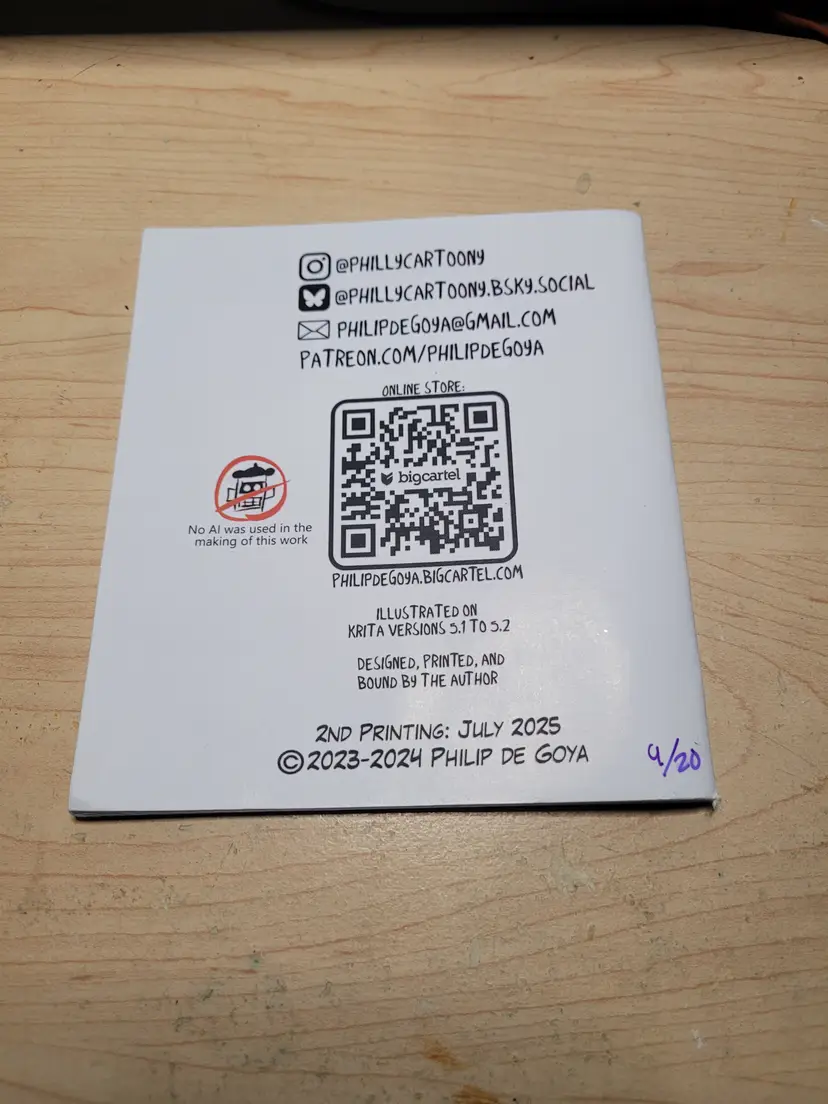 @PHILLYCARTOONY
@PHILLYCARTOONY.BSKY.SOCIAL
PHILIPDEGOYA@GMAIL.COM
PATREON.COM/PHILIPDEGOYA
ONLINE STORE:
bigcartel
No AI was used in the
making of this work
PHILIPDEGOYA.BIGCARTEL.COM
ILLUSTRATED ON
KRITA VERSIONS 5.1 TO 5.2
DESIGNED, PRINTED, AND
BOUND BY THE AUTHOR
2ND PRINTING: JULY 2025
©2023-2024 PHILIP DE GOYA
9/20